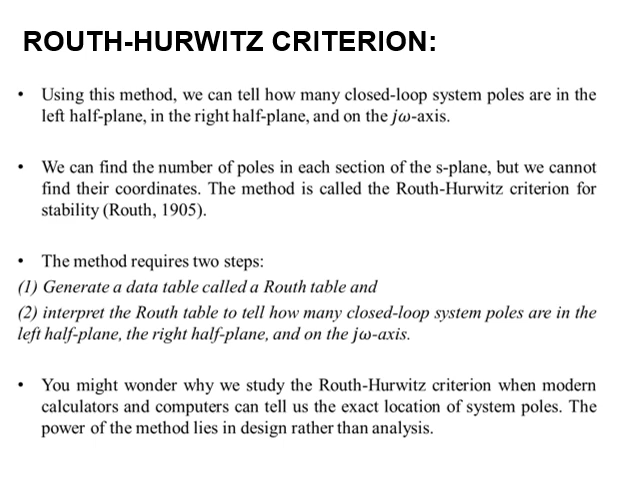 ROUTH-HURWITZ CRITERION:
• Using this method, we can tell how many closed-loop system poles are in the
left half-plane, in the right half-plane, and on the jω-axis.
• We can find the number of poles in each section of the s-plane, but we cannot
find their coordinates. The method is called the Routh-Hurwitz criterion for
stability (Routh, 1905).
• The method requires two steps:
(1) Generate a data table called a Routh table and
(2) interpret the Routh table to tell how many closed-loop system poles are in the
left half-plane, the right half-plane, and on the jω-axis.
• You might wonder why we study the Routh-Hurwitz criterion when modern
calculators and computers can tell us the exact location of system poles. The
power of the method lies in design rather than analysis.